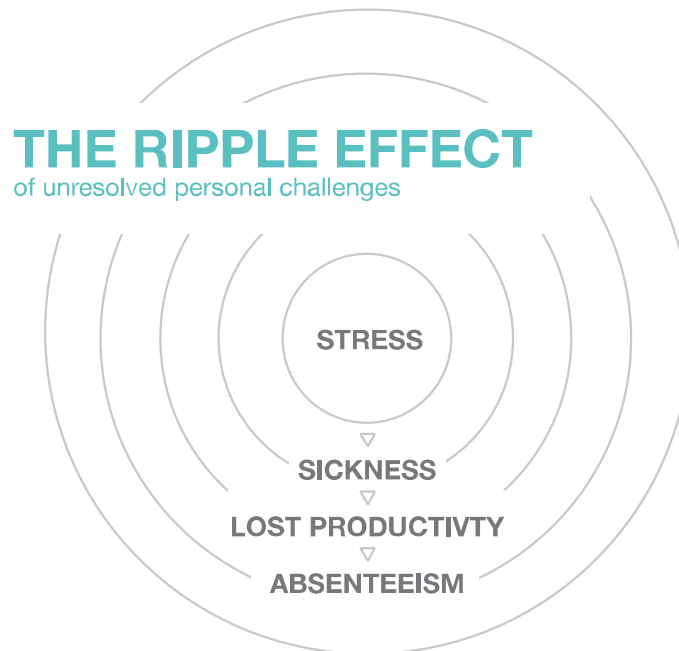 THE RIPPLE EFFECT
of unresolved personal challenges
STRESS
SICKNESS
LOST PRODUCTIVTY
ABSENTEEISM